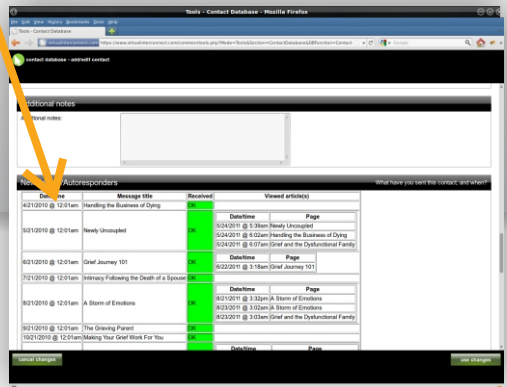 Tools - Contact Database - Mozilla Firefox
File Edit View History Bookmarks Tools Help
Tools - Contact Database
contact database - add/edit contact
Additional notes
Additional notes:
Autoresponders What have you sent this contact, and when?
Message title Received Viewed article(s)
4/21/2010 @ 12:01am Handling the Business of Dying OK
Date/time Page
5/21/2010 @ 12:01am Newly Uncoupled OK 5/24/2011 @ 5:39am Newly Uncoupled
5/24/2011 @ 6:02am Handling the Business of Dying
5/24/2011 @ 6:07am Grief and the Dysfunctional Family
Date/time Page
6/21/2010 @ 12:01am Grief Journey 101 OK 6/22/2011 @ 3:18am Grief Journey 101
7/21/2010 @ 12:01am Intimacy Following the Death of a Spouse OK
Date/time Page
8/21/2010 @ 12:01am A Storm of Emotions OK 8/21/2011 @ 3:32pm A Storm of Emotions
8/23/2011 @ 3:02am A Storm of Emotions
8/23/2011 @ 3:03am Grief and the Dysfunctional Family
9/21/2010 @ 12:01am The Grieving Parent OK
10/21/2010 @ 12:01am Making Your Grief Work For You OK
Date/time Page
cancel changes use changes